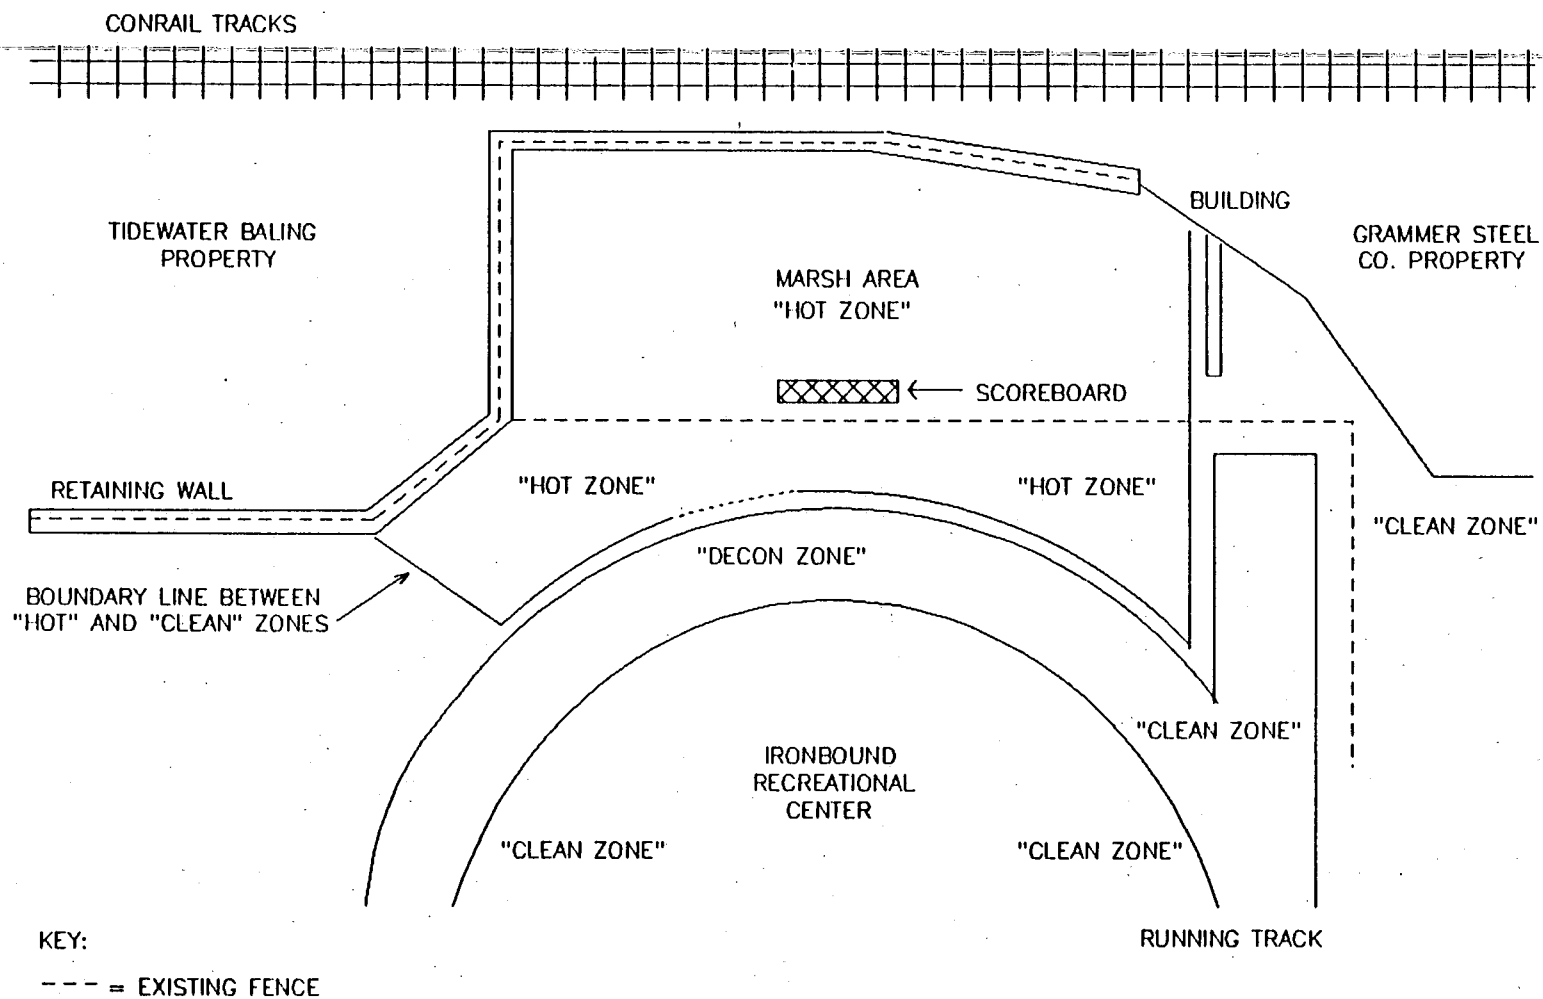 CONRAIL TRACKS
BUILDING
TIDEWATER BALING
PROPERTY
GRAMMER STEEL
CO. PROPERTY
MARSH AREA
"HOT ZONE"
SCOREBOARD
RETAINING WALL
"HOT ZONE"
"HOT ZONE"
"CLEAN ZONE"
"DECON ZONE"
BOUNDARY LINE BETWEEN
"HOT" AND "CLEAN" ZONES
"CLEAN ZONE"
IRONBOUND
RECREATIONAL
CENTER
"CLEAN ZONE"
"CLEAN ZONE"
RUNNING TRACK
KEY:
--- = EXISTING FENCE